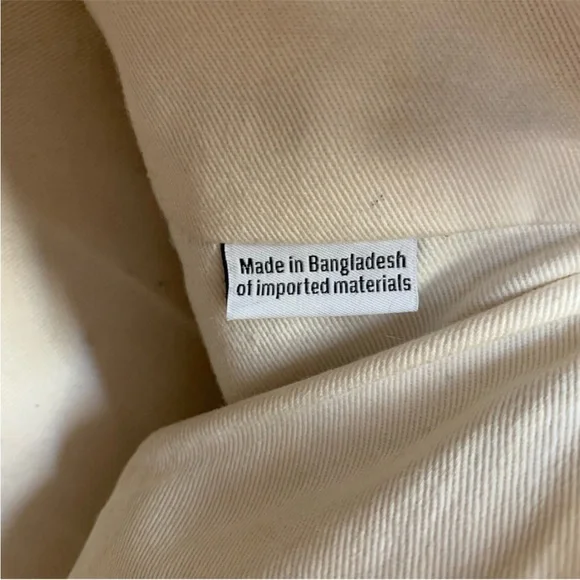 Made in Bangladesh
of imported materials